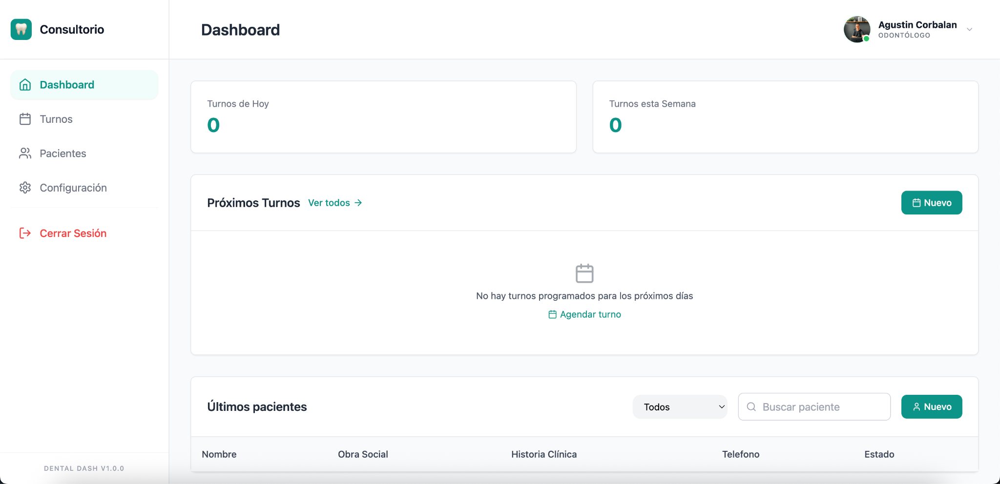 Consultorio
Dashboard
Agustin Corbalan
ODONTÓLOGO
Dashboard
Turnos
Pacientes
Configuración
Cerrar Sesión
DENTAL DASH V1.0.0
Turnos de Hoy
0
Turnos esta Semana
0
Próximos Turnos
Ver todos
Nuevo
No hay turnos programados para los próximos días
Agendar turno
Últimos pacientes
Todos
Buscar paciente
Nuevo
Nombre
Obra Social
Historia Clínica
Telefono
Estado